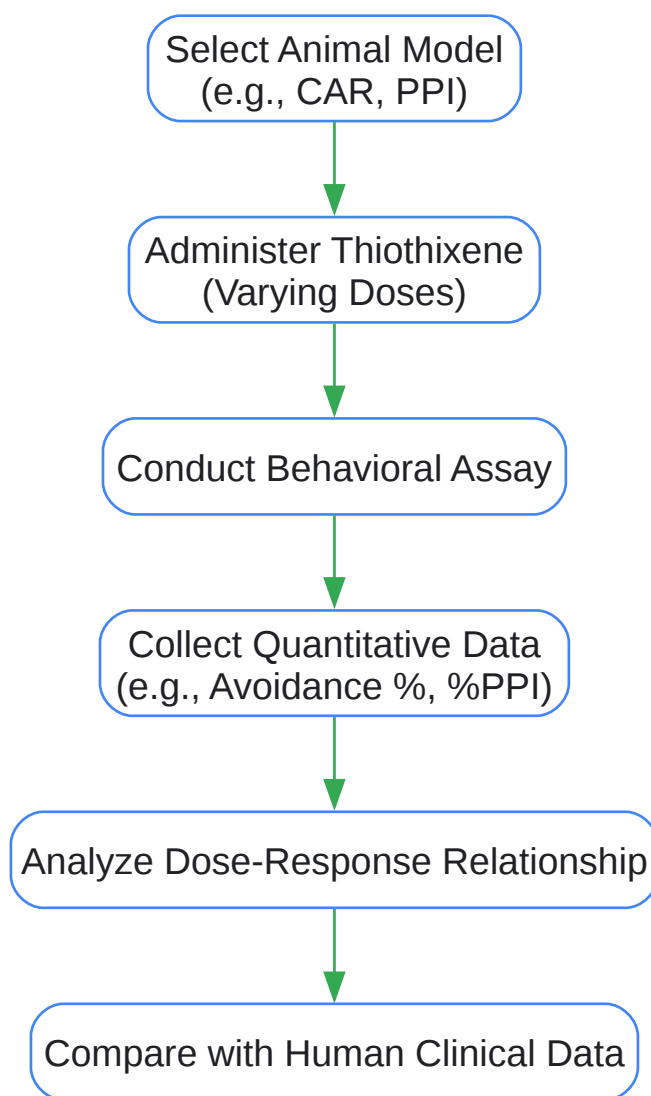 Select Animal Model
(e.g., CAR, PPI)
Administer Thiothixene
(Varying Doses)
Conduct Behavioral Assay
Collect Quantitative Data
(e.g., Avoidance %, %PPI)
Analyze Dose-Response Relationship
Compare with Human Clinical Data